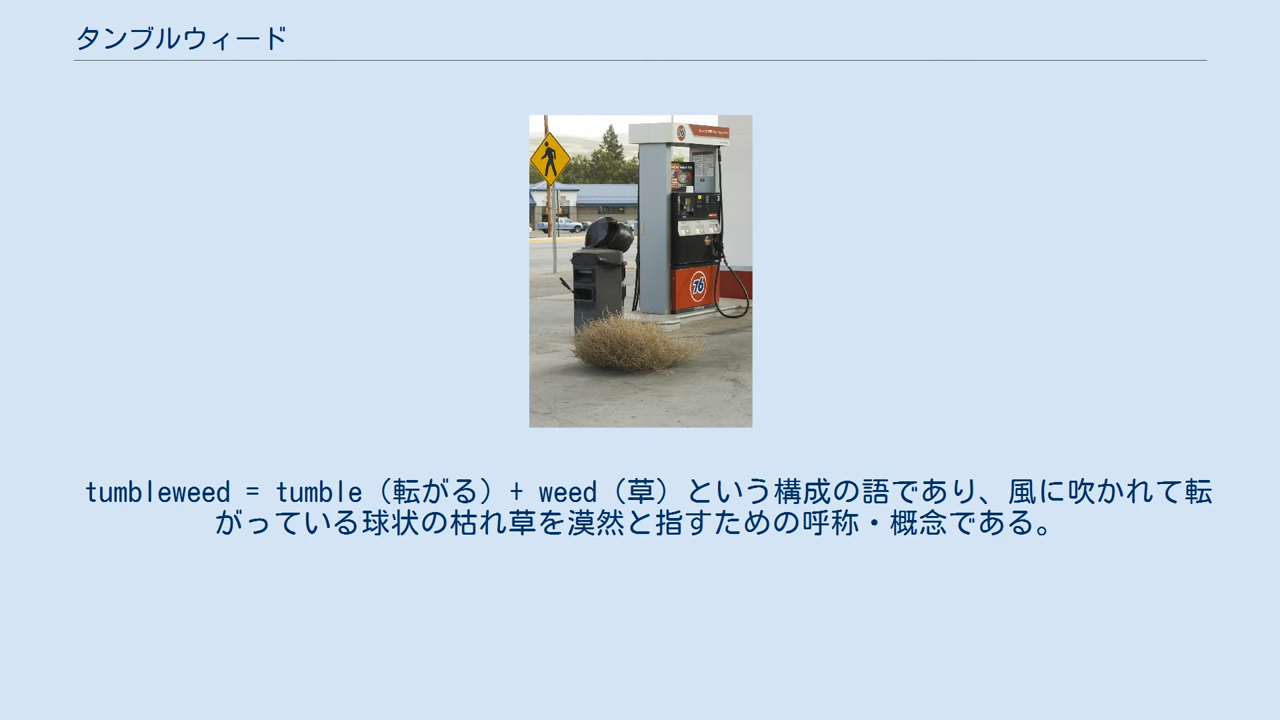 タンブルウィード
76
76
tumbleweed = tumble（転がる）+ weed（草）という構成の語であり、風に吹かれて転
がっている球状の枯れ草を漠然と指すための呼称・概念である。